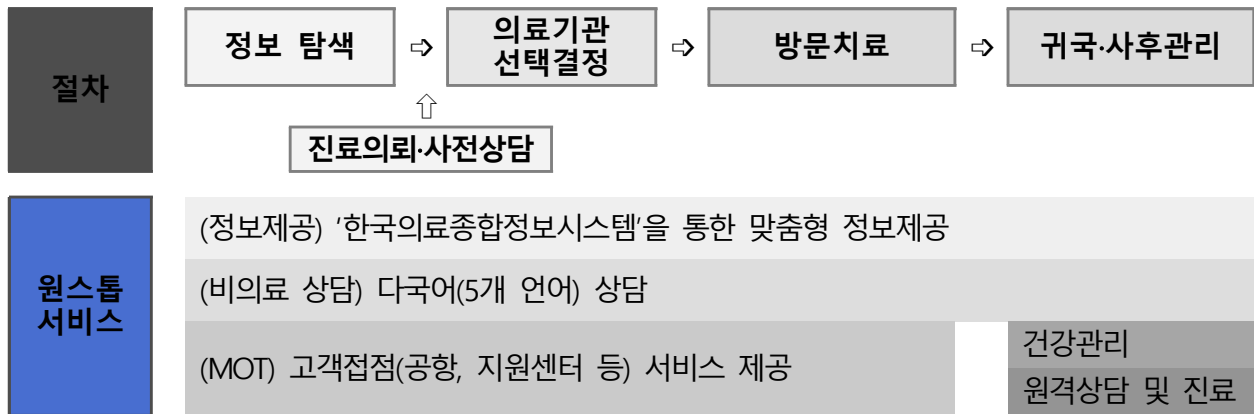 절차
정보 탐색 ⇨ 의료기관 선택결정 ⇨ 방문치료 ⇨ 귀국·사후관리
⇧
진료의뢰·사전상담
원스톱
서비스
(정보제공) '한국의료종합정보시스템'을 통한 맞춤형 정보제공
(비의료 상담) 다국어(5개 언어) 상담
(MOT) 고객접점(공항, 지원센터 등) 서비스 제공
건강관리
원격상담 및 진료